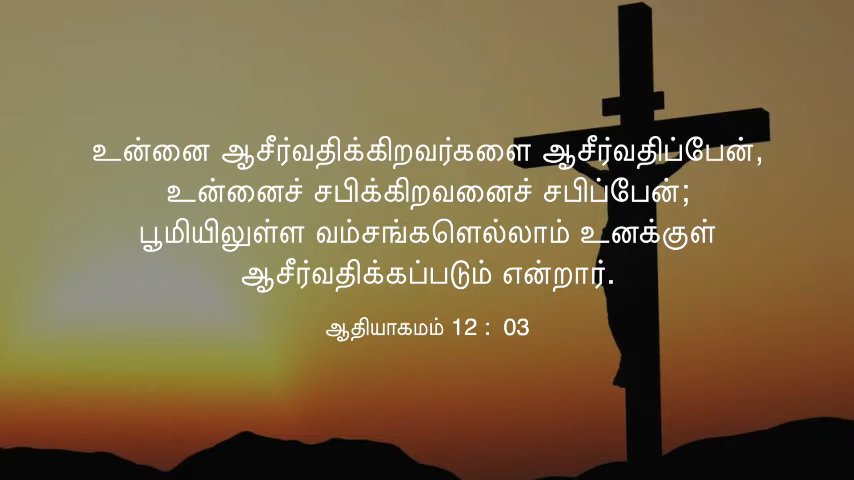 உன்னை ஆசீர்வதிக்கிறவர்களை ஆசீர்வதிப்பேன்,
உன்னைச் சபிக்கிறவனைச் சபிப்பேன்;
பூமியிலுள்ள வம்சங்களெல்லாம் உனக்குள்
ஆசீர்வதிக்கப்படும் என்றார்.
ஆதியாகமம் 12 : 03